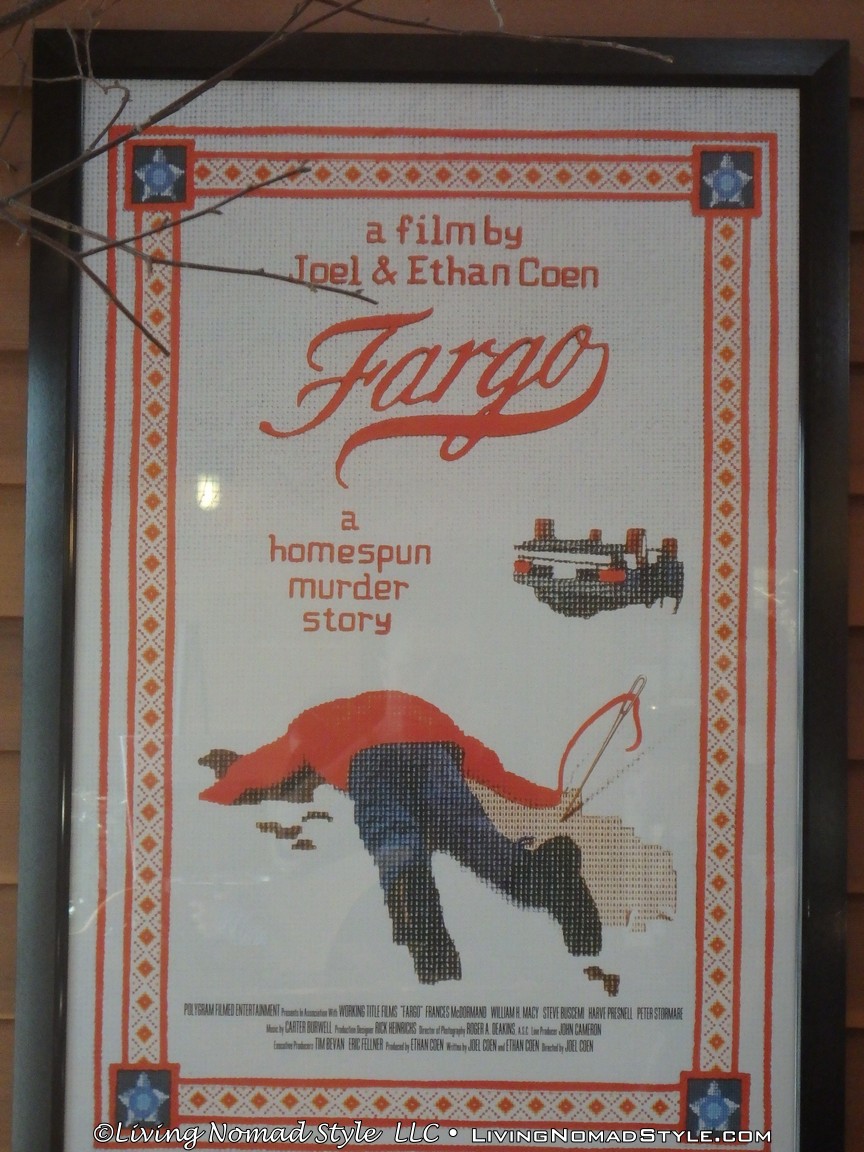 a film by
Joel & Ethan Coen
Fargo
a
homespun
murder
story
POLYGRAM FILMED ENTERTAINMENT Presents In Association With WORKING TITLE FILMS "FARGO" FRANCES McDORMAND WILLIAM H. MACY STEVE BUSCEMI HARVE PRESNELL PETER STORMARE
Music by CARTER BURWELL Production Designer RICK HEINRICHS Director of Photography ROGER A. DEAKINS A.S.C. Line Producer JOHN CAMERON
Executive Producers TIM BEVAN ERIC FELLNER Produced by ETHAN COEN Written by JOEL COEN and ETHAN COEN Directed by JOEL COEN
©Living Nomad Style LLC • LivingNomadStyle.com